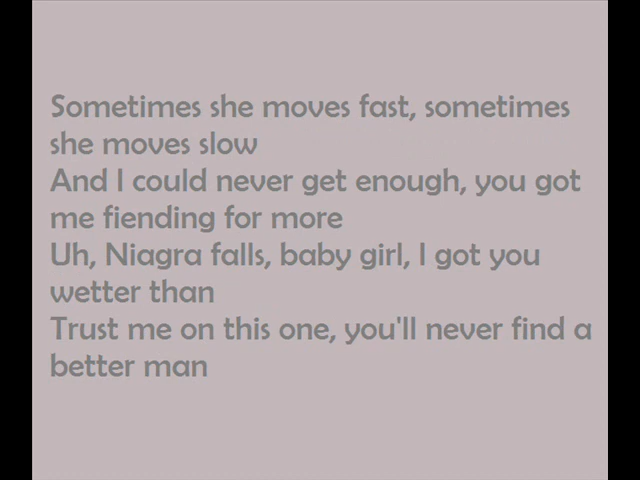 Sometimes she moves fast, sometimes
she moves slow
And I could never get enough, you got
me fiending for more
Uh, Niagra falls, baby girl, I got you
wetter than
Trust me on this one, you'll never find a
better man